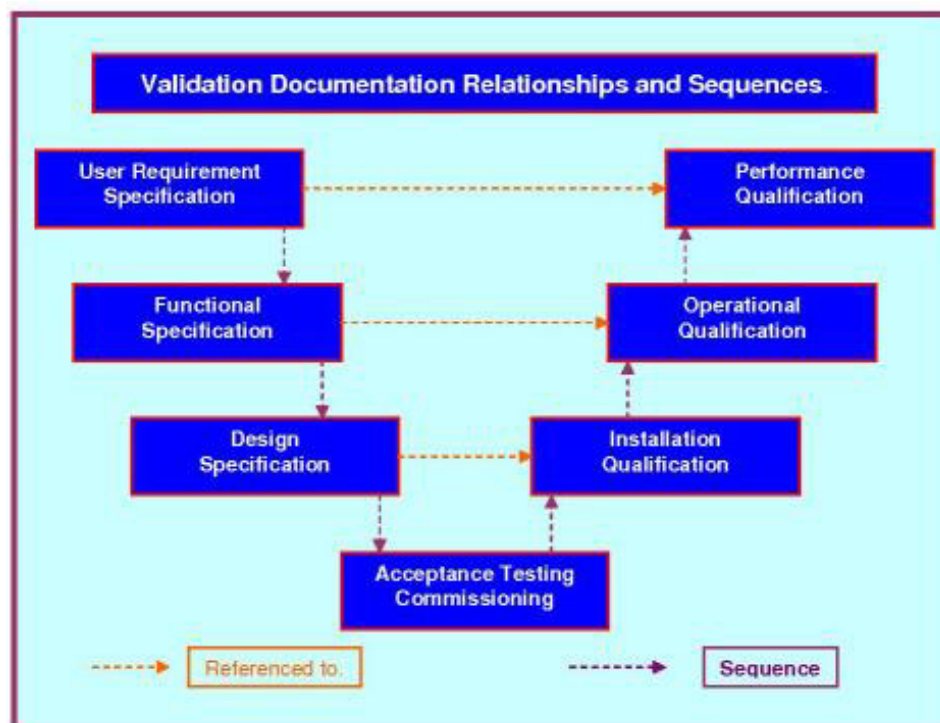 Validation Documentation Relationships and Sequences.
User Requirement
Specification
Performance
Qualification
Functional
Specification
Operational
Qualification
Design
Specification
Installation
Qualification
Acceptance Testing
Commissioning
Referenced to.
Sequence